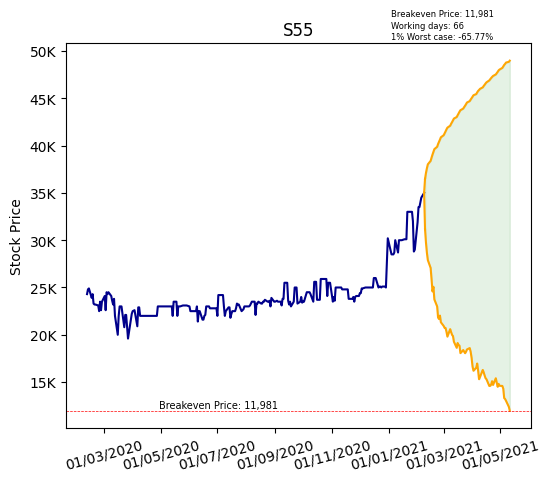 Breakeven Price: 11,981
Working days: 66
1% Worst case: -65.77%
S55
Stock Price
50K
45K
40K
35K
30K
25K
20K
15K
Breakeven Price: 11,981
01/03/2020
01/05/2020
01/07/2020
01/09/2020
01/11/2020
01/01/2021
01/03/2021
01/05/2021